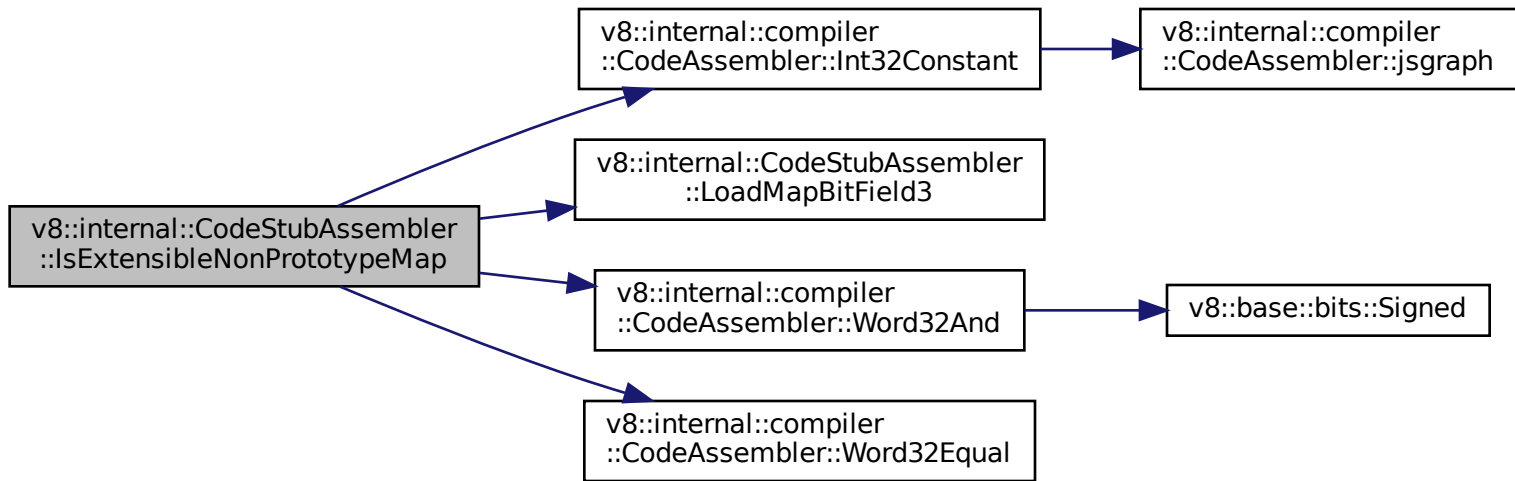 v8::internal::CodeStubAssembler
::IsExtensibleNonPrototypeMap
v8::internal::compiler
::CodeAssembler::Int32Constant
v8::internal::compiler
::CodeAssembler::jsgraph
v8::internal::CodeStubAssembler
::LoadMapBitField3
v8::internal::compiler
::CodeAssembler::Word32And
v8::base::bits::Signed
v8::internal::compiler
::CodeAssembler::Word32Equal